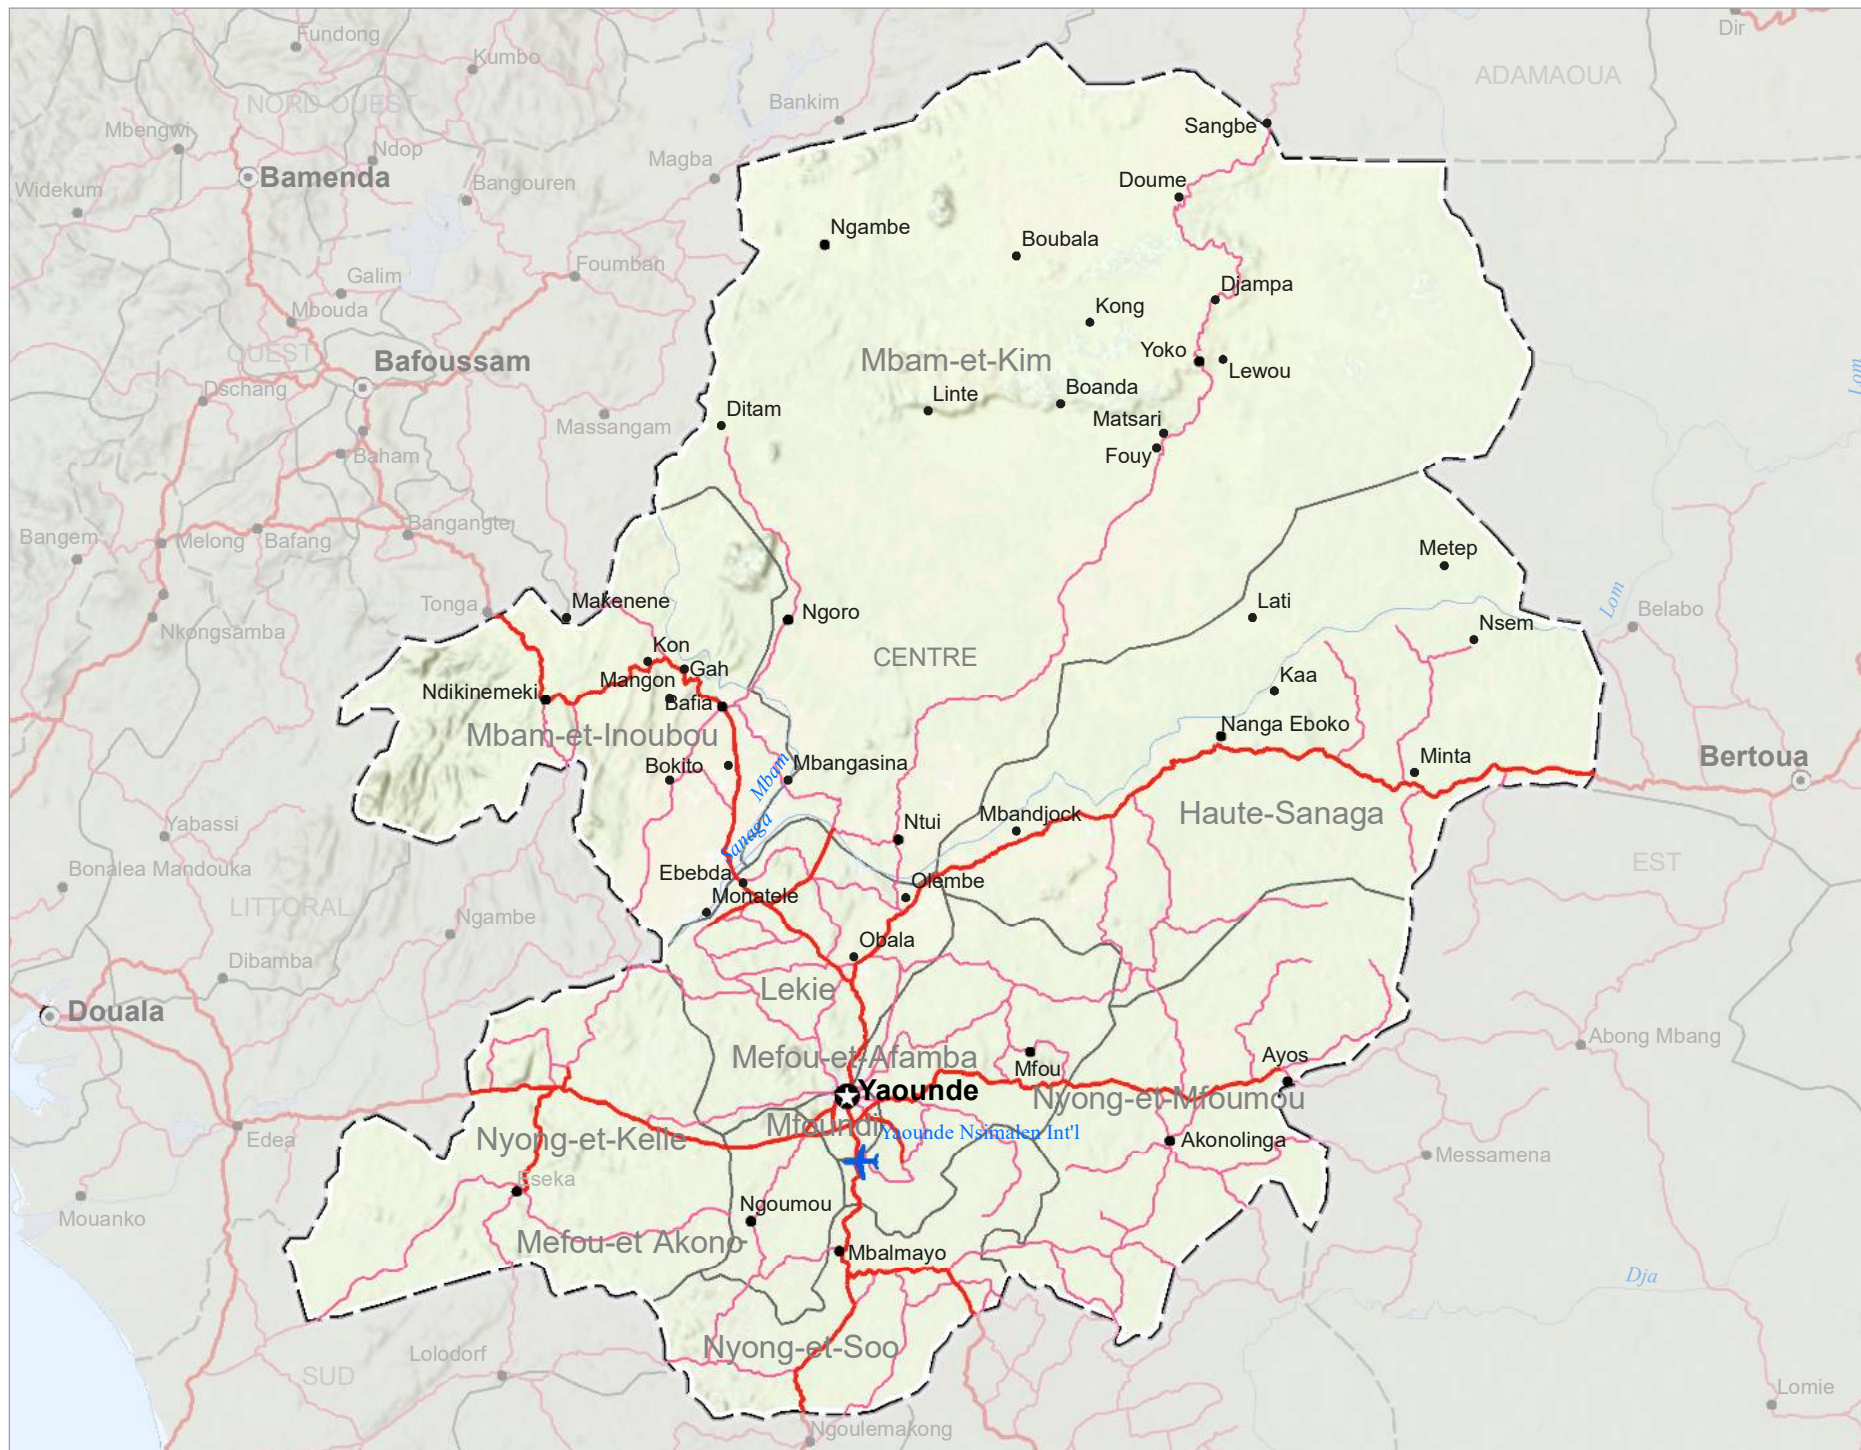 Fundong
Dir
Kumbo
ADAMAOUA
NORD-OUEST
Bankim
Mbengwi
Sangbe
Ndop
Magba
Bamenda
Bangouren
Doume
Widekum
Ngambe
Boubala
Foumban
Galim
Djampa
Mbouda
Kong
OUEST
Bafoussam
Mbam-et-Kim
Yoko
Lewou
Lom
Dschang
Linte
Boanda
Ditam
Matsari
Massangam
Baham
Fouy
Bangangte
Bangem
Melong
Bafang
Metep
Tonga
Makenene
Lati
Lom
Belabo
Nkongsamba
Ngoro
Nsem
Kon
CENTRE
Gah
Mangon
Kaa
Ndikinemeki
Bafia
Nanga Eboko
Mbam-et-Inoubou
Bokito
Mbam
Mbangasina
Minta
Bertoua
Haute-Sanaga
Mbandjock
Yabassi
Sanaga
Ntui
Bonalea Mandouka
Ebebda
Olembe
EST
LITTORAL
Monatele
Ngambe
Obala
Dibamba
Lekie
Douala
Abong Mbang
Mefou-et-Afamba
Ayos
Mfou
Yaounde
Nyong-et-Mfoumou
Mfoundi
Yaounde Nsimalen Int'l
Edea
Nyong-et-Kelle
Akonolinga
Messamena
Eseka
Ngoumou
Mouanko
Mefou-et Akono
Mbalmayo
Dja
Nyong-et-Soo
Lolodorf
SUD
Lomie
Ngoulemakong